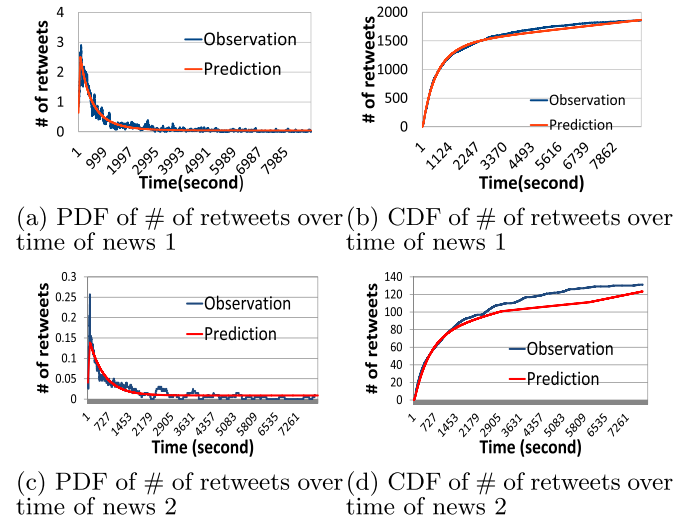 4
3
2
1
0
# of retweets
Observation
Prediction
1
999
1997
2995
3993
4991
5989
6987
7985
Time(second)
2000
1500
1000
500
0
# of retweets
Observation
Prediction
1
1124
2247
3370
4493
5616
6739
7862
Time(second)
(a) PDF of # of retweets over
time of news 1
(b) CDF of # of retweets over
time of news 1
0.3
0.25
0.2
0.15
0.1
0.05
0
# of retweets
Observation
Prediction
1
727
1453
2179
2905
3631
4357
5083
5809
6535
7261
Time (second)
140
120
100
80
60
40
20
0
# of retweets
Observation
Prediction
1
727
1453
2179
2905
3631
4357
5083
5809
6535
7261
Time (second)
(c) PDF of # of retweets over
time of news 2
(d) CDF of # of retweets over
time of news 2